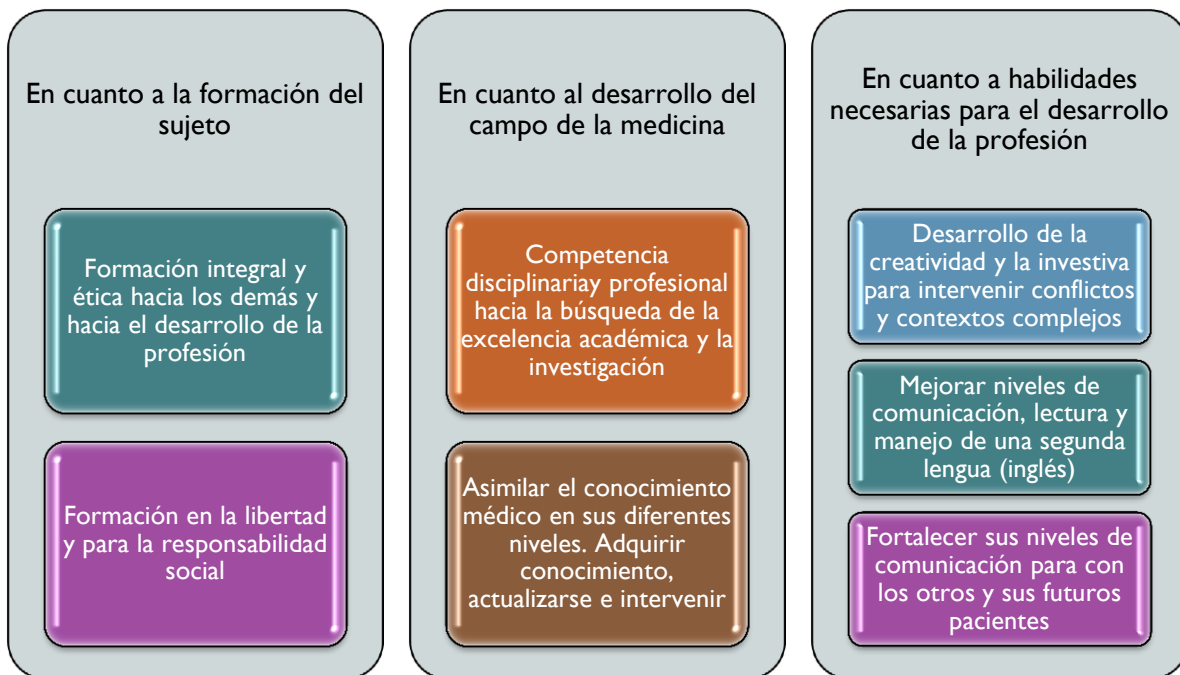 En cuanto a la formación del
sujeto
Formación integral y
ética hacia los demás y
hacia el desarrollo de la
profesión
Formación en la libertad
y para la responsabilidad
social
En cuanto al desarrollo del
campo de la medicina
Competencia
disciplinariay profesional
hacia la búsqueda de la
excelencia académica y la
investigación
Asimilar el conocimiento
médico en sus diferentes
niveles. Adquirir
conocimiento,
actualizarse e intervenir
En cuanto a habilidades
necesarias para el desarrollo
de la profesión
Desarrollo de la
creatividad y la investiva
para intervenir conflictos
y contextos complejos
Mejorar niveles de
comunicación, lectura y
manejo de una segunda
lengua (inglés)
Fortalecer sus niveles de
comunicación para con
los otros y sus futuros
pacientes